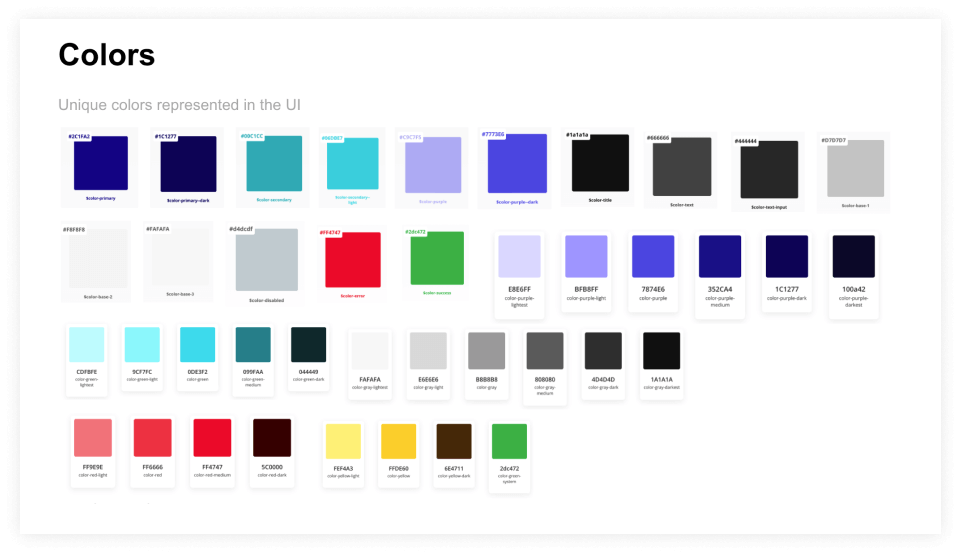 Colors
Unique colors represented in the UI
#2C1FA2
#1C1277
#666666
#444444
#1a1a1a
#7773E6
#D7D7D7
$color-primary
$color-primary--dark
$color-secondary
$color-secondary--
light
$color-purple
$color-purple--dark
$color-text
$color-text-input
$color-base-1
#F8F8F8
#FAFAFA
#d4dcdf
#FF4747
#2dc472
$color-base-2
$color-base-3
$color-disabled
$color-error
$color-success
E8E6FF
BFB8FF
7874E6
352CA4
1C1277
100a42
color-purple-
lightest
color-purple-light
color-purple
color-purple-
medium
color-purple-dark
color-purple-
darkest
CDFBFE
9CF7FC
0DE3F2
099FAA
044449
color-green-
lightest
color-green-light
color-green
color-green-
medium
color-green-dark
FAFAFA
E6E6E6
B8B8B8
808080
4D4D4D
1A1A1A
color-gray-lightest
color-gray-light
color-gray
color-gray-
medium
color-gray-dark
color-gray-darkest
FF9E9E
FF6666
FF4747
5C0000
color-red-light
color-red
color-red-medium
color-red-dark
FEF4A3
FFDE60
6E4711
2dc472
color-yellow-light
color-yellow
color-yellow-dark
color-green-
system